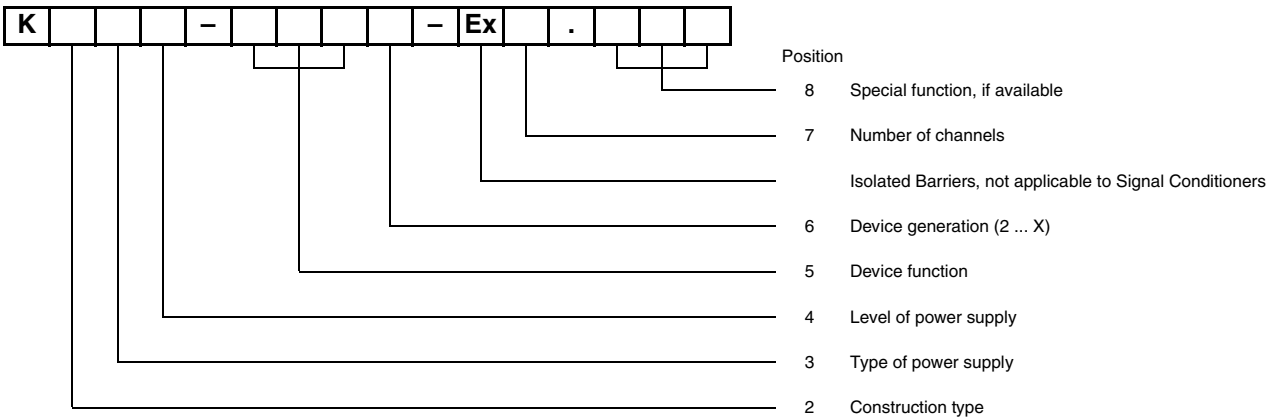 K – – Ex .
Position
8 Special function, if available
7 Number of channels
Isolated Barriers, not applicable to Signal Conditioners
6 Device generation (2 ... X)
5 Device function
4 Level of power supply
3 Type of power supply
2 Construction type